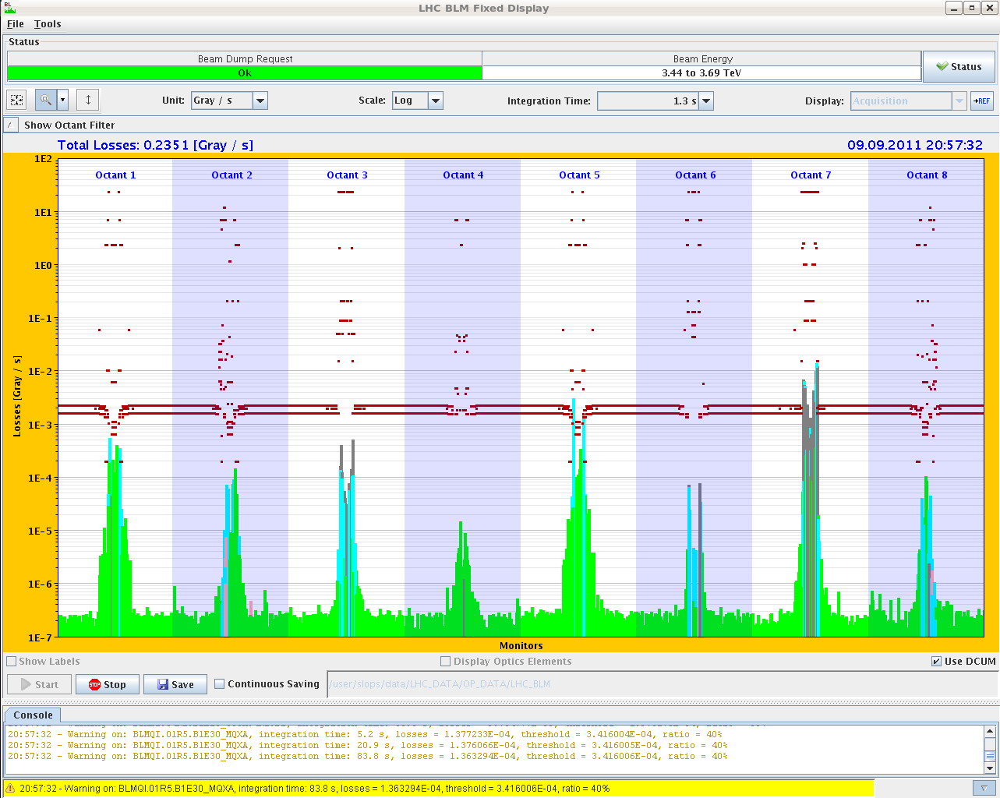 LHC BLM Fixed Display
File Tools
Status
Beam Dump Request Beam Energy
Ok 3.44 to 3.69 TeV
Status
Unit: Gray / s Scale: Log Integration Time: 1.3 s Display: Acquisition REF
Show Octant Filter
Total Losses: 0.2351 [Gray / s] 09.09.2011 20:57:32
Octant 1 Octant 2 Octant 3 Octant 4 Octant 5 Octant 6 Octant 7 Octant 8
1E2
1E1
1E0
1E-1
1E-2
1E-3
1E-4
1E-5
1E-6
1E-7
Losses [Gray / s]
Monitors
Show Labels Display Optics Elements Use DCUM
Start Stop Save Continuous Saving /user/slops/data/LHC_DATA/OP_DATA/LHC_BLM
Console
20:57:32 - Warning on: BLMQI.01R5.B1E30_MQXA, integration time: 5.2 s, losses = 1.377233E-04, threshold = 3.416004E-04, ratio = 40%
20:57:32 - Warning on: BLMQI.01R5.B1E30_MQXA, integration time: 20.9 s, losses = 1.376066E-04, threshold = 3.416005E-04, ratio = 40%
20:57:32 - Warning on: BLMQI.01R5.B1E30_MQXA, integration time: 83.8 s, losses = 1.363294E-04, threshold = 3.416006E-04, ratio = 40%
20:57:32 - Warning on: BLMQI.01R5.B1E30_MQXA, integration time: 83.8 s, losses = 1.363294E-04, threshold = 3.416006E-04, ratio = 40%